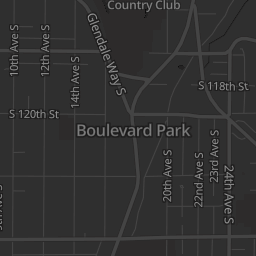 Country Club
Glendale Way S
10th Ave S
12th Ave S
14th Ave S
S 118th St
S 120th St
Boulevard Park
20th Ave S
22nd Ave S
23rd Ave S
24th Ave S